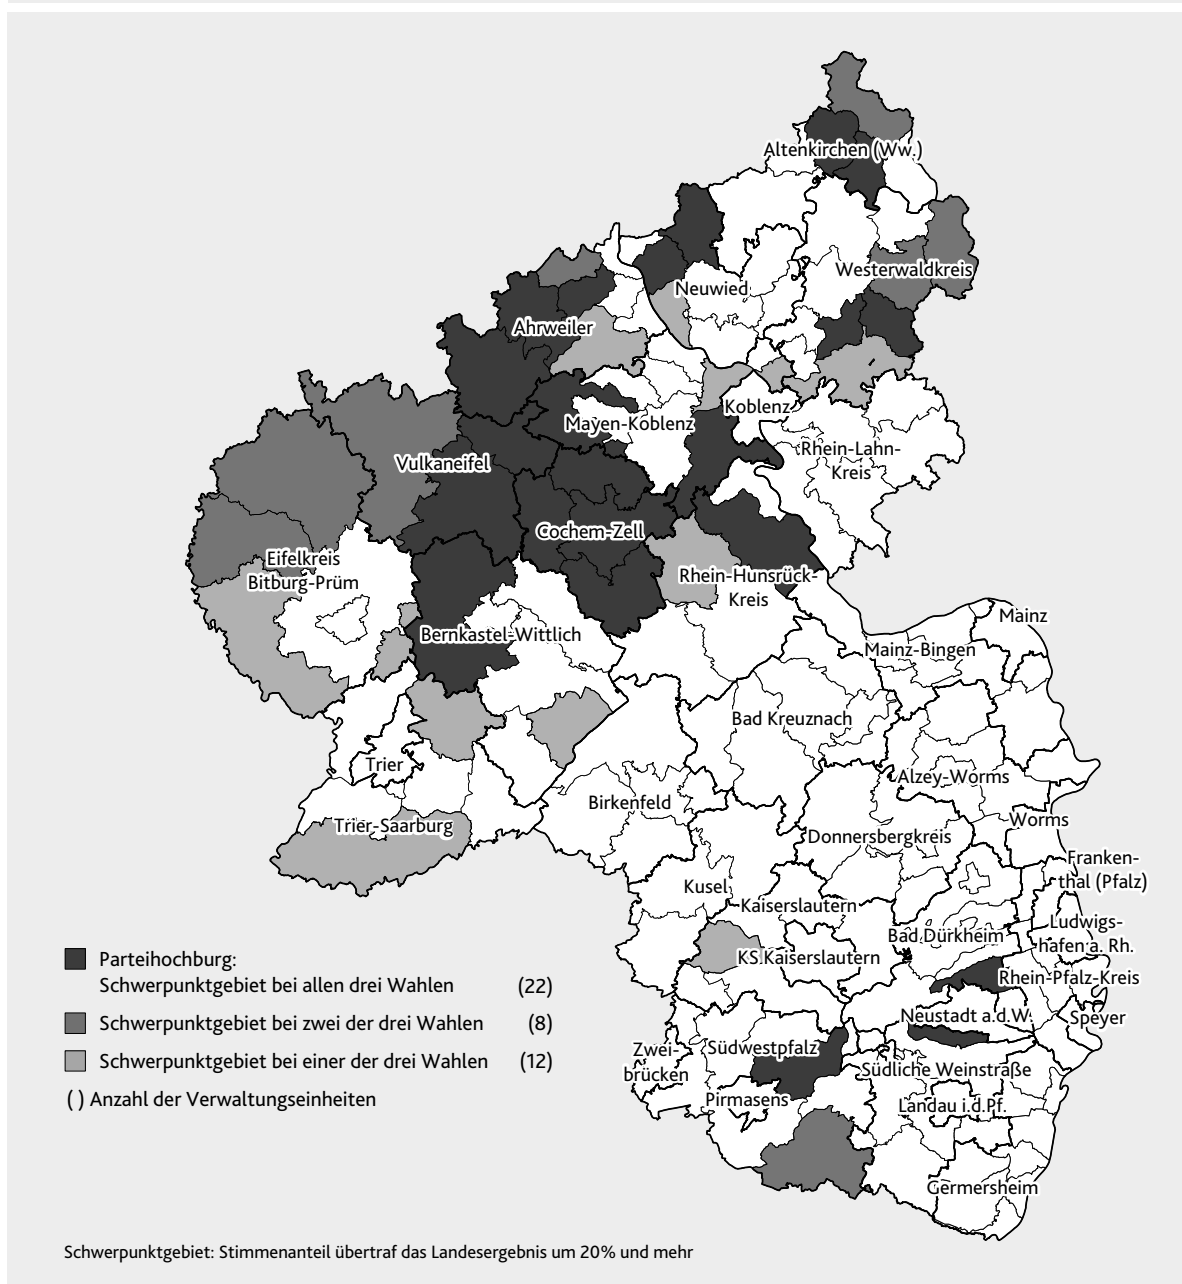 Altenkirchen (Ww.)
Westerwaldkreis
Neuwied
Ahrweiler
Koblenz
Mayen-Koblenz
Rhein-Lahn-
Kreis
Vulkaneifel
Cochem-Zell
Eifelkreis
Bitburg-Prüm
Rhein-Hunsrück-
Kreis
Mainz
Bernkastel-Wittlich
Mainz-Bingen
Bad Kreuznach
Trier
Alzey-Worms
Birkenfeld
Worms
Trier-Saarburg
Donnersbergkreis
Franken-
thal (Pfalz)
Kusel
Kaiserslautern
Ludwigs-
hafen a. Rh.
Bad Dürkheim
KS.Kaiserslautern
Rhein-Pfalz-Kreis
Neustadt a.d.W.
Speyer
Zwei-
brücken
Südwestpfalz
Südliche Weinstraße
Pirmasens
Landau i.d.Pf.
Germersheim
Parteihochburg:
Schwerpunktgebiet bei allen drei Wahlen (22)
Schwerpunktgebiet bei zwei der drei Wahlen (8)
Schwerpunktgebiet bei einer der drei Wahlen (12)
( ) Anzahl der Verwaltungseinheiten
Schwerpunktgebiet: Stimmenanteil übertraf das Landesergebnis um 20% und mehr